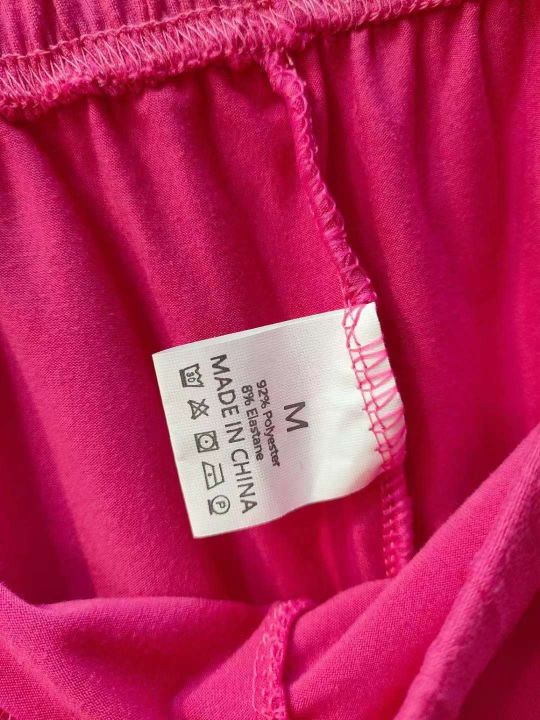 M
92% Polyester
8% Elastane
MADE IN CHINA
P